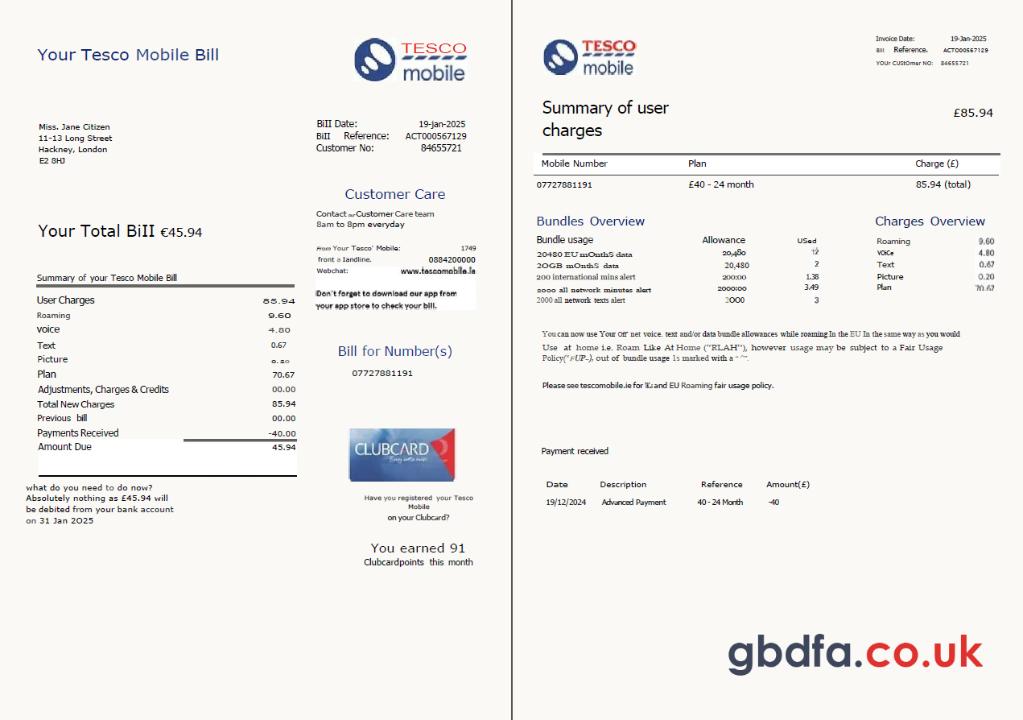 Your Tesco Mobile Bill
TESCO
mobile
Miss. Jane Citizen
11-13 Long Street
Hackney, London
E2 8HJ
BiII Date: 19-jan-2025
BiII Reference: ACT000567129
Customer No: 84655721
Customer Care
Contact our Customer Care team
8am to 8pm everyday
from Your Tesco' Mobile: 1749
front a landline. 0884200000
Webchat: www.tescomobile.ie
Don't forget to download our app from
your app store to check your bill.
Your Total BiII €45.94
Summary of your Tesco Mobile Bill
User Charges 85.94
Roaming 9.60
voice 4.80
Text 0.67
Picture 0.20
Plan 70.67
Adjustments, Charges & Credits 00.00
Total New Charges 85.94
Previous bill 00.00
Payments Received -40.00
Amount Due 45.94
what do you need to do now?
Absolutely nothing as £45.94 will
be debited from your bank account
on 31 Jan 2025
Bill for Number(s)
07727881191
CLUBCARD
Have you registered your Tesco
Mobile
on your Clubcard?
You earned 91
Clubcardpoints this month
TESCO
mobile
Invoice Date: 19-Jan-2025
Bill Reference. ACT000567129
YOUr CUStOmer NO: 84655721
Summary of user
charges
£85.94
Mobile Number Plan Charge (£)
07727881191 £40 - 24 month 85.94 (total)
Bundles Overview
Bundle usage Allowance USed
20480 EU mOnthS data 20,480
2OGB mOnthS data 20,480 2
200 international mins alert 200:00 1.38
2000 all network minutes alert 2000:00 3.49
2000 all network texts alert 2OOO 3
Charges Overview
Roaming 9.60
voice 4.80
Text 0.67
Picture 0.20
Plan 70.67
You can now use Your Off net voice. text and/or data bundle allowances while roaming In the EU In the same way as you would
Use at home i.e. Roam Like At Home ("RLAH"), however usage may be subject to a Fair Usage
Policy out of bundle usage 1s marked with a
Please see tescomobile.ie for and EU Roaming fair usage policy.
Payment received
Date Description Reference Amount(£)
19/12/2024 Advanced Payment 40 - 24 Month -40
gbdfa.co.uk